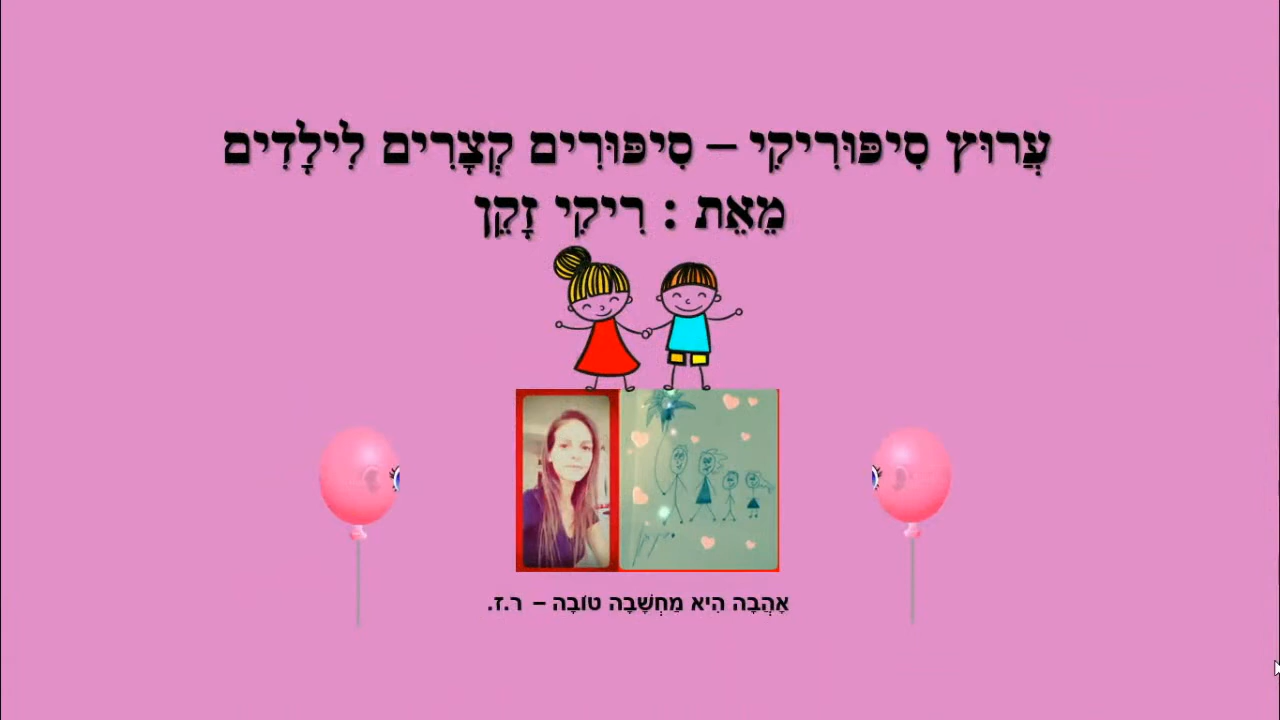 עֲרוּץ סִיפּוּרִיקִי – סִיפּוּרִים קְצָרִים לִילָדִים
מֵאֵת : רִיקִי זָקֵן
אַהֲבָה הִיא מַחְשָׁבָה טוֹבָה – ר.ז.